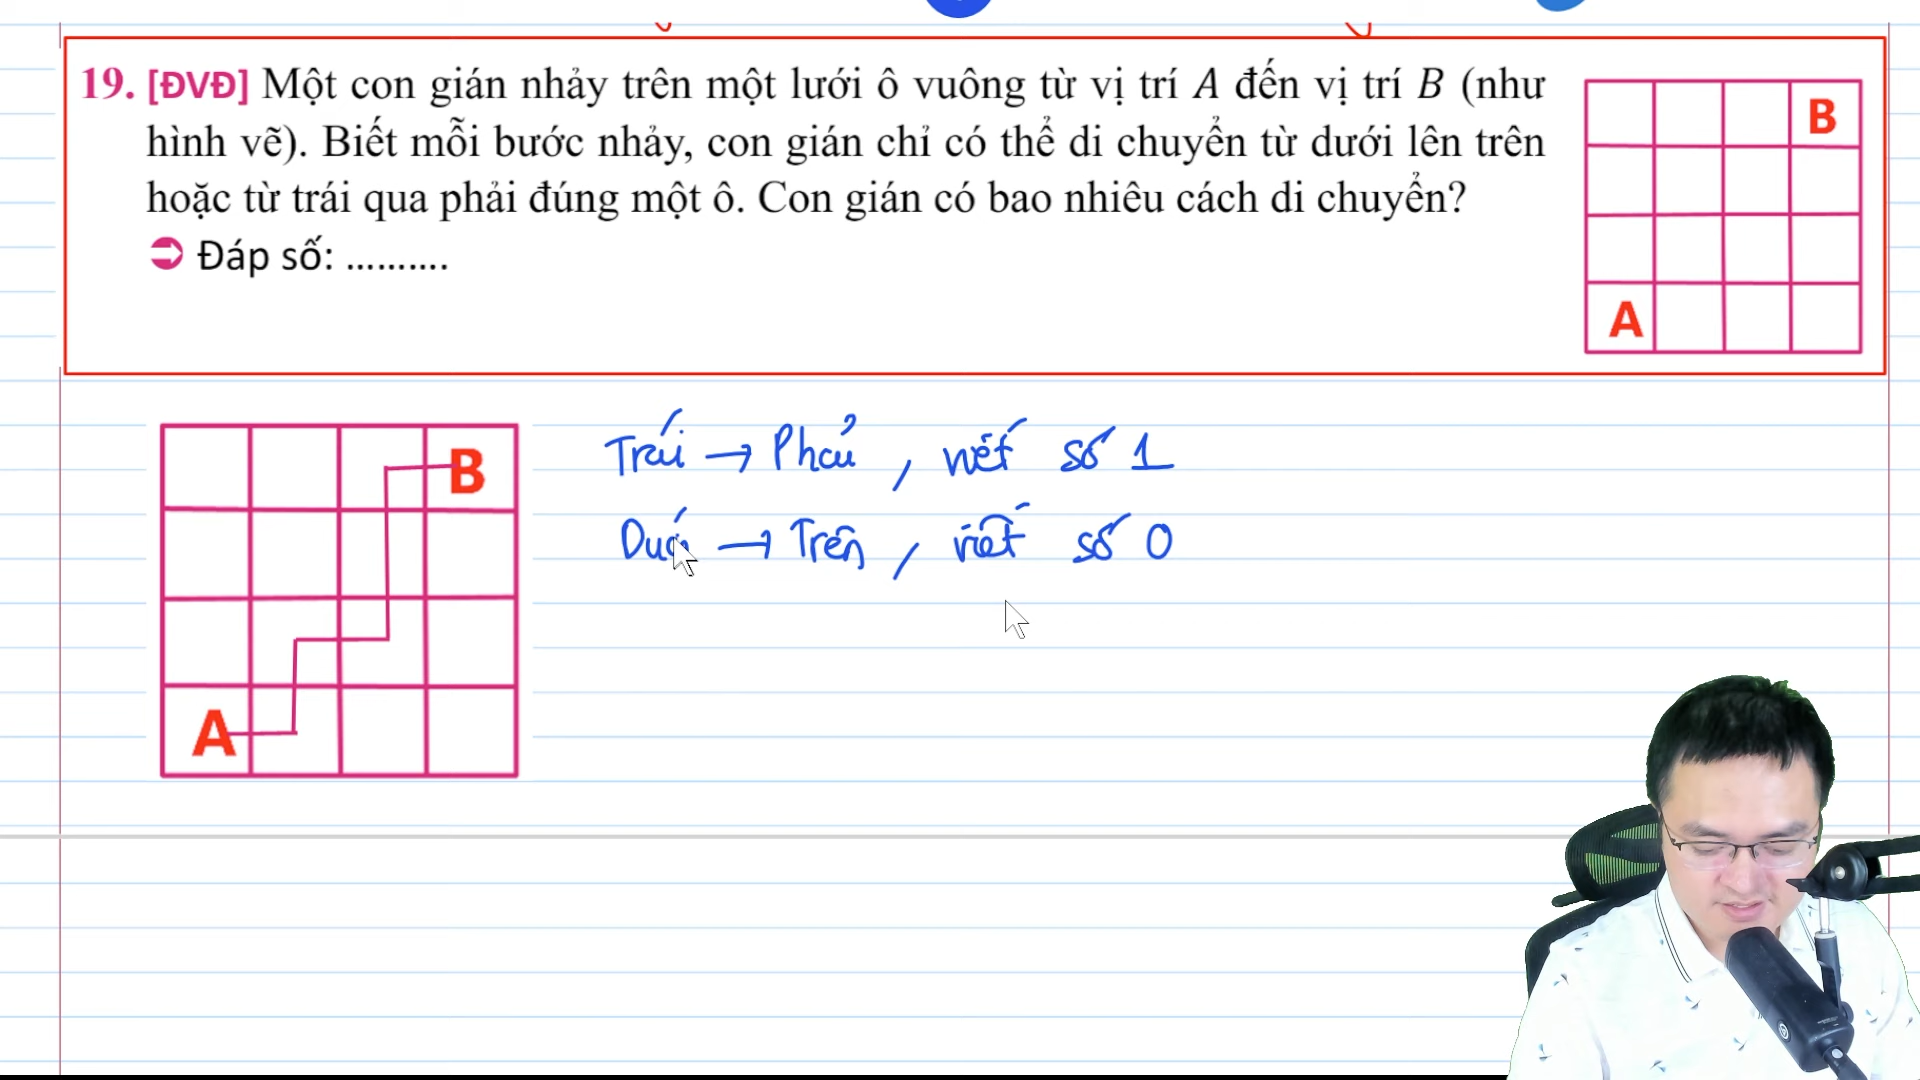 19. [ĐVĐ] Một con gián nhảy trên một lưới ô vuông từ vị trí A đến vị trí B (như
hình vẽ). Biết mỗi bước nhảy, con gián chỉ có thể di chuyển từ dưới lên trên
hoặc từ trái qua phải đúng một ô. Con gián có bao nhiêu cách di chuyển?
Đáp số: ..........
B
A
Trái → Phải, viết số 1
Dưới → Trên, viết số 0
B
A